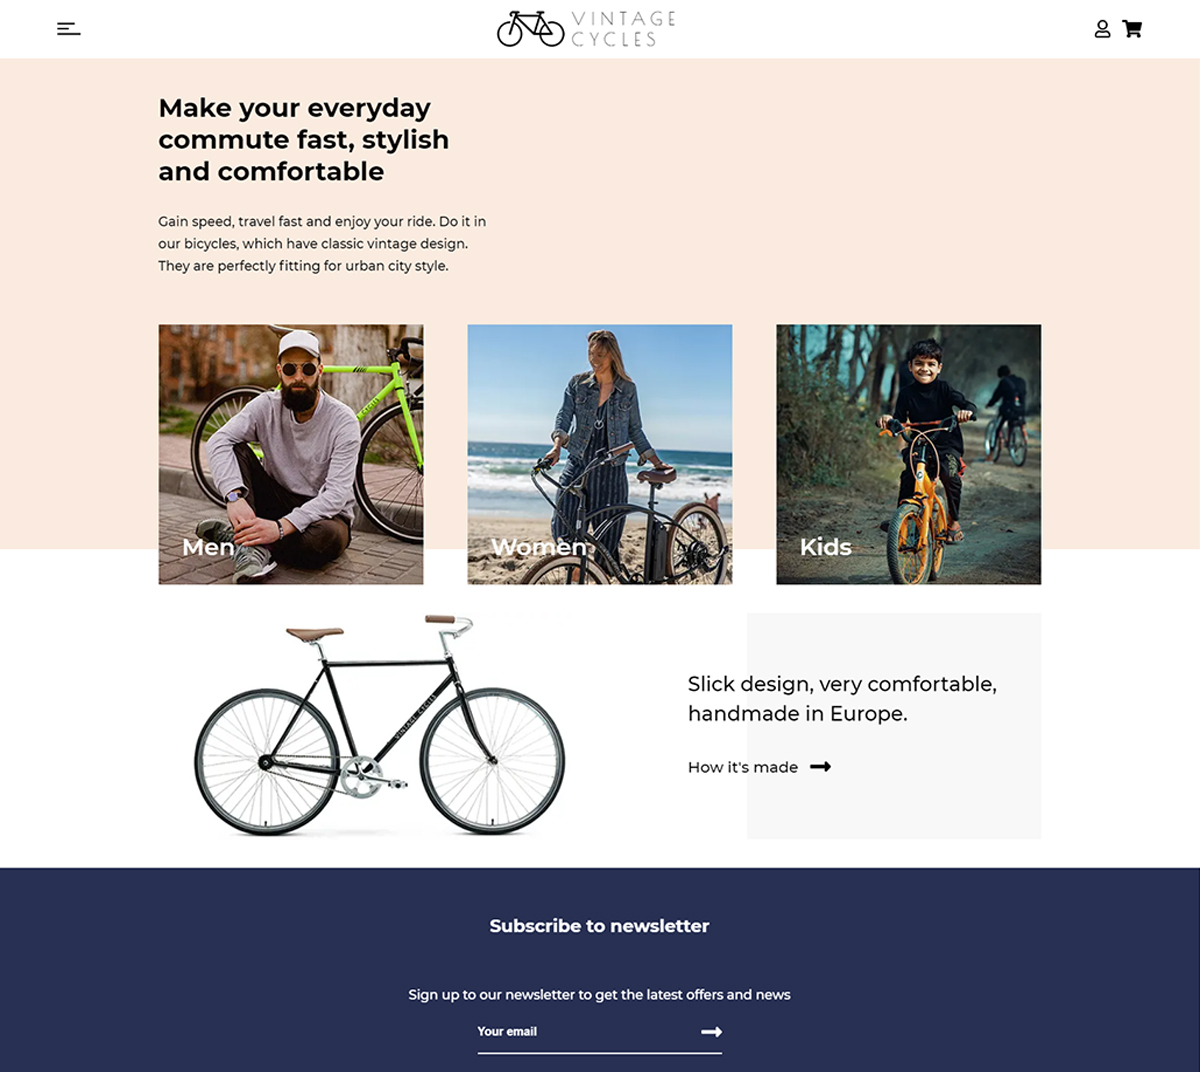 VINTAGE
CYCLES
Make your everyday
commute fast, stylish
and comfortable
Gain speed, travel fast and enjoy your ride. Do it in
our bicycles, which have classic vintage design.
They are perfectly fitting for urban city style.
Men
Women
Kids
VINTAGE CYCLES
Slick design, very comfortable,
handmade in Europe.
How it's made
Subscribe to newsletter
Sign up to our newsletter to get the latest offers and news
Your email